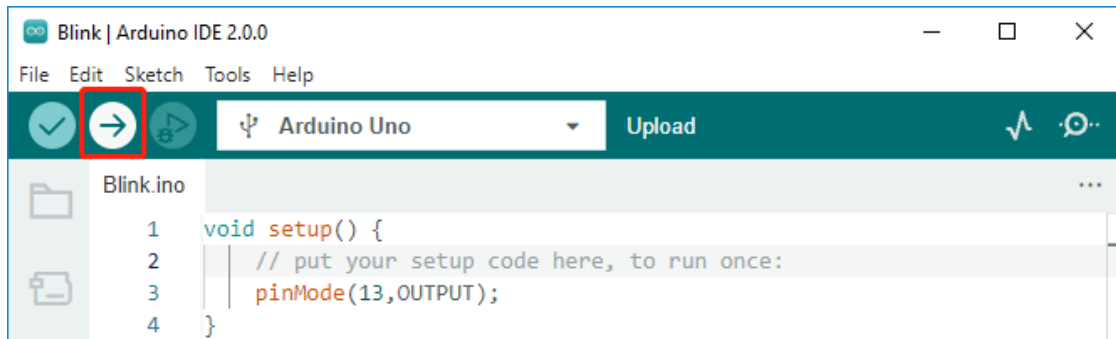 Blink | Arduino IDE 2.0.0
File Edit Sketch Tools Help
Arduino Uno Upload
Blink.ino
1 void setup() {
2 // put your setup code here, to run once:
3 pinMode(13,OUTPUT);
4 }